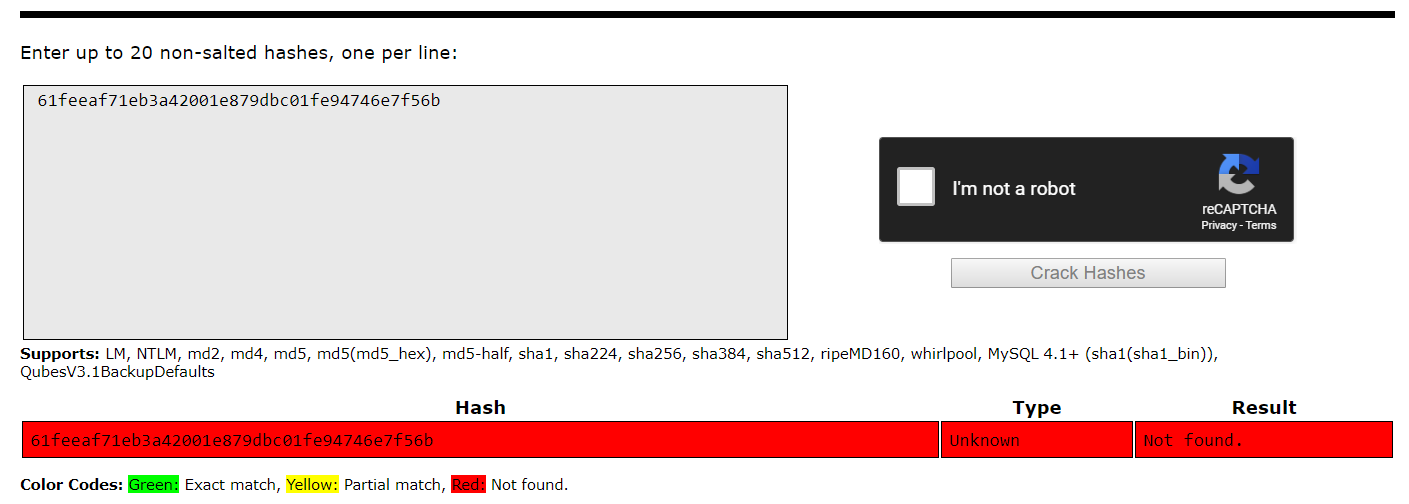 Enter up to 20 non-salted hashes, one per line:
61feeaf71eb3a42001e879dbc01fe94746e7f56b
I'm not a robot
reCAPTCHA
Privacy - Terms
Crack Hashes
Supports: LM, NTLM, md2, md4, md5, md5(md5_hex), md5-half, sha1, sha224, sha256, sha384, sha512, ripeMD160, whirlpool, MySQL 4.1+ (sha1(sha1_bin)),
QubesV3.1BackupDefaults
Hash Type Result
61feeaf71eb3a42001e879dbc01fe94746e7f56b Unknown Not found.
Color Codes: Green: Exact match, Yellow: Partial match, Red: Not found.